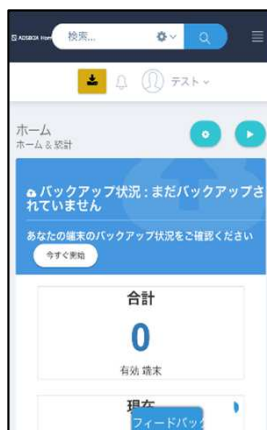 ADSBOX Home
検索...
テスト
ホーム
ホーム & 統計
バックアップ状況 : まだバックアップさ
れていません
あなたの端末のバックアップ状況をご確認ください
今すぐ開始
合計
0
有効 端末
現在
フィードバック